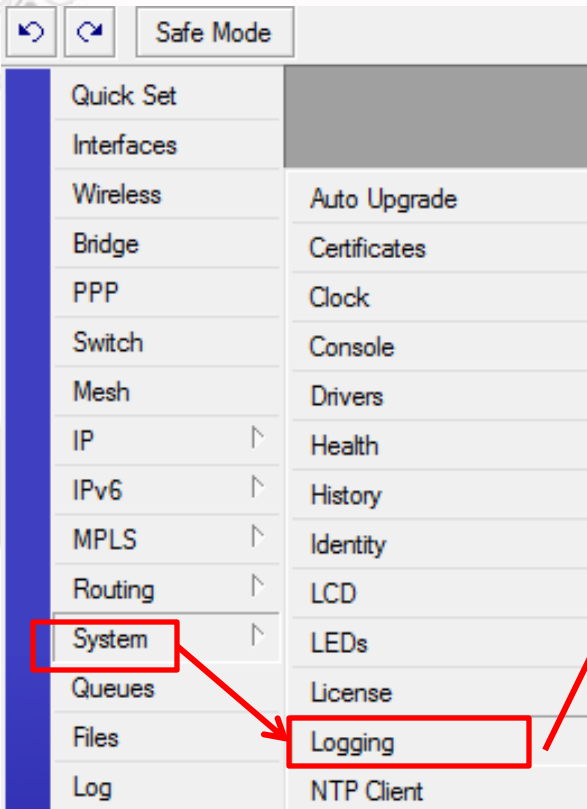 Safe Mode
Quick Set
Interfaces
Wireless
Bridge
PPP
Switch
Mesh
IP
IPv6
MPLS
Routing
System
Queues
Files
Log
Auto Upgrade
Certificates
Clock
Console
Drivers
Health
History
Identity
LCD
LEDs
License
Logging
NTP Client